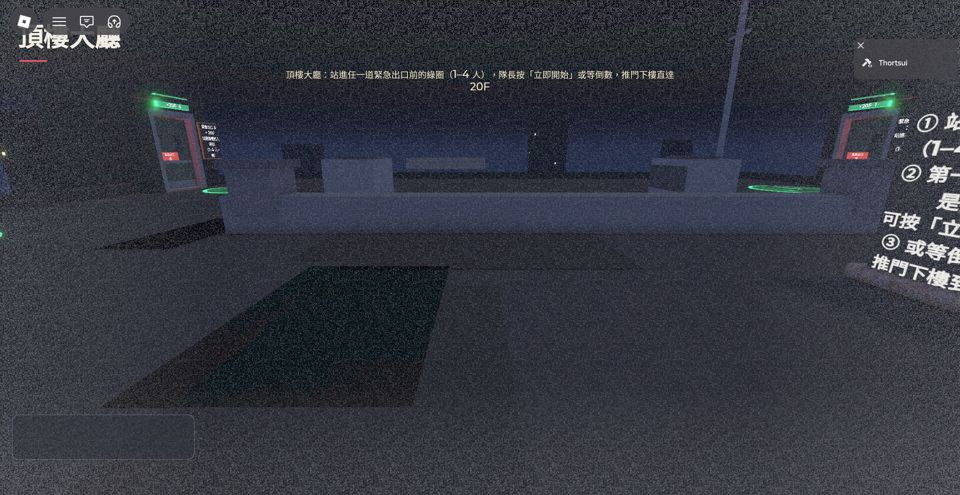 頂樓大廳
頂樓大廳：站進任一道緊急出口前的綠圈（1–4 人），隊長按「立即開始」或等倒數，推門下樓直達
20F
Thortsui
① 站
（1–4
② 第一
是
可按「立
③ 或等倒
推門下樓至